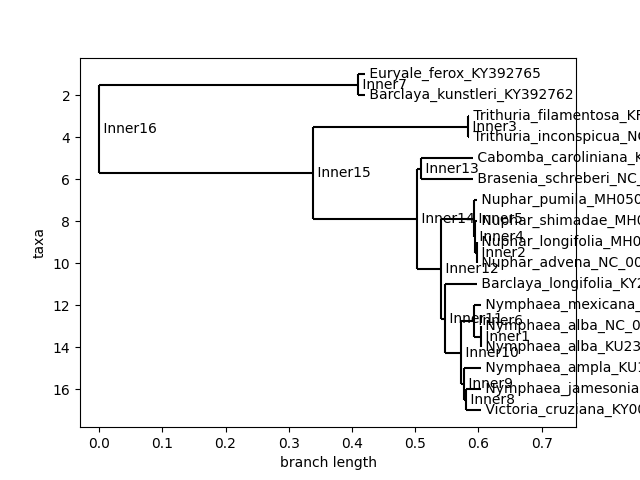 Euryale_ferox_KY392765
Inner7
Barclaya_kunstleri_KY392762
2
Trithuria_filamentosa_KF
Inner3
Inner16
4
Trithuria_inconspicua_NC
Cabomba_caroliniana_K
Inner13
Inner15
6
Brasenia_schreberi_NC_
Nuphar_pumila_MH050
8
Inner14
Inner5
Nuphar_shimadae_MH0
Inner4
Nuphar_longifolia_MH0
Inner2
10
Inner12
Nuphar_advena_NC_00
Barclaya_longifolia_KY2
12
Nymphaea_mexicana_
Inner11
Inner6
Nymphaea_alba_NC_0
Inner1
14
Inner10
Nymphaea_alba_KU23
Nymphaea_ampla_KU1
Inner9
16
Nymphaea_jamesonia
Inner8
Victoria_cruziana_KY00
taxa
0.0 0.1 0.2 0.3 0.4 0.5 0.6 0.7
branch length